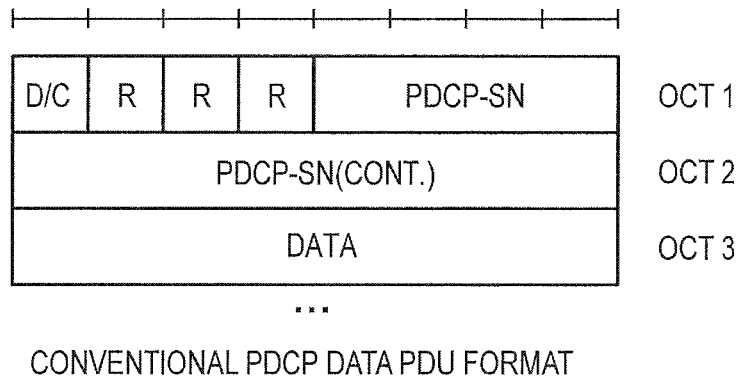 D/C R R R PDCP-SN OCT 1
PDCP-SN(CONT.) OCT 2
DATA OCT 3
...
CONVENTIONAL PDCP DATA PDU FORMAT